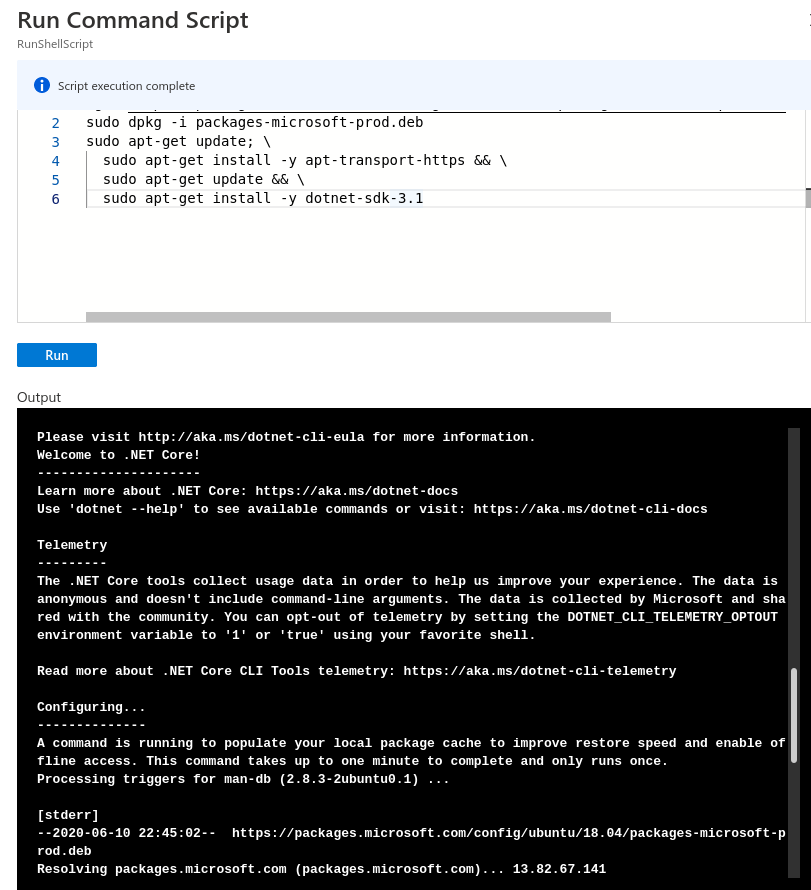 Run Command Script
RunShellScript
Script execution complete
2 sudo dpkg -i packages-microsoft-prod.deb
3 sudo apt-get update; \
4 sudo apt-get install -y apt-transport-https && \
5 sudo apt-get update && \
6 sudo apt-get install -y dotnet-sdk-3.1
Run
Output
Please visit http://aka.ms/dotnet-cli-eula for more information.
Welcome to .NET Core!
---------------------
Learn more about .NET Core: https://aka.ms/dotnet-docs
Use 'dotnet --help' to see available commands or visit: https://aka.ms/dotnet-cli-docs
Telemetry
---------
The .NET Core tools collect usage data in order to help us improve your experience. The data is
anonymous and doesn't include command-line arguments. The data is collected by Microsoft and sha
red with the community. You can opt-out of telemetry by setting the DOTNET_CLI_TELEMETRY_OPTOUT
environment variable to '1' or 'true' using your favorite shell.
Read more about .NET Core CLI Tools telemetry: https://aka.ms/dotnet-cli-telemetry
Configuring...
--------------
A command is running to populate your local package cache to improve restore speed and enable of
fline access. This command takes up to one minute to complete and only runs once.
Processing triggers for man-db (2.8.3-2ubuntu0.1) ...
[stderr]
--2020-06-10 22:45:02--  https://packages.microsoft.com/config/ubuntu/18.04/packages-microsoft-p
rod.deb
Resolving packages.microsoft.com (packages.microsoft.com)... 13.82.67.141